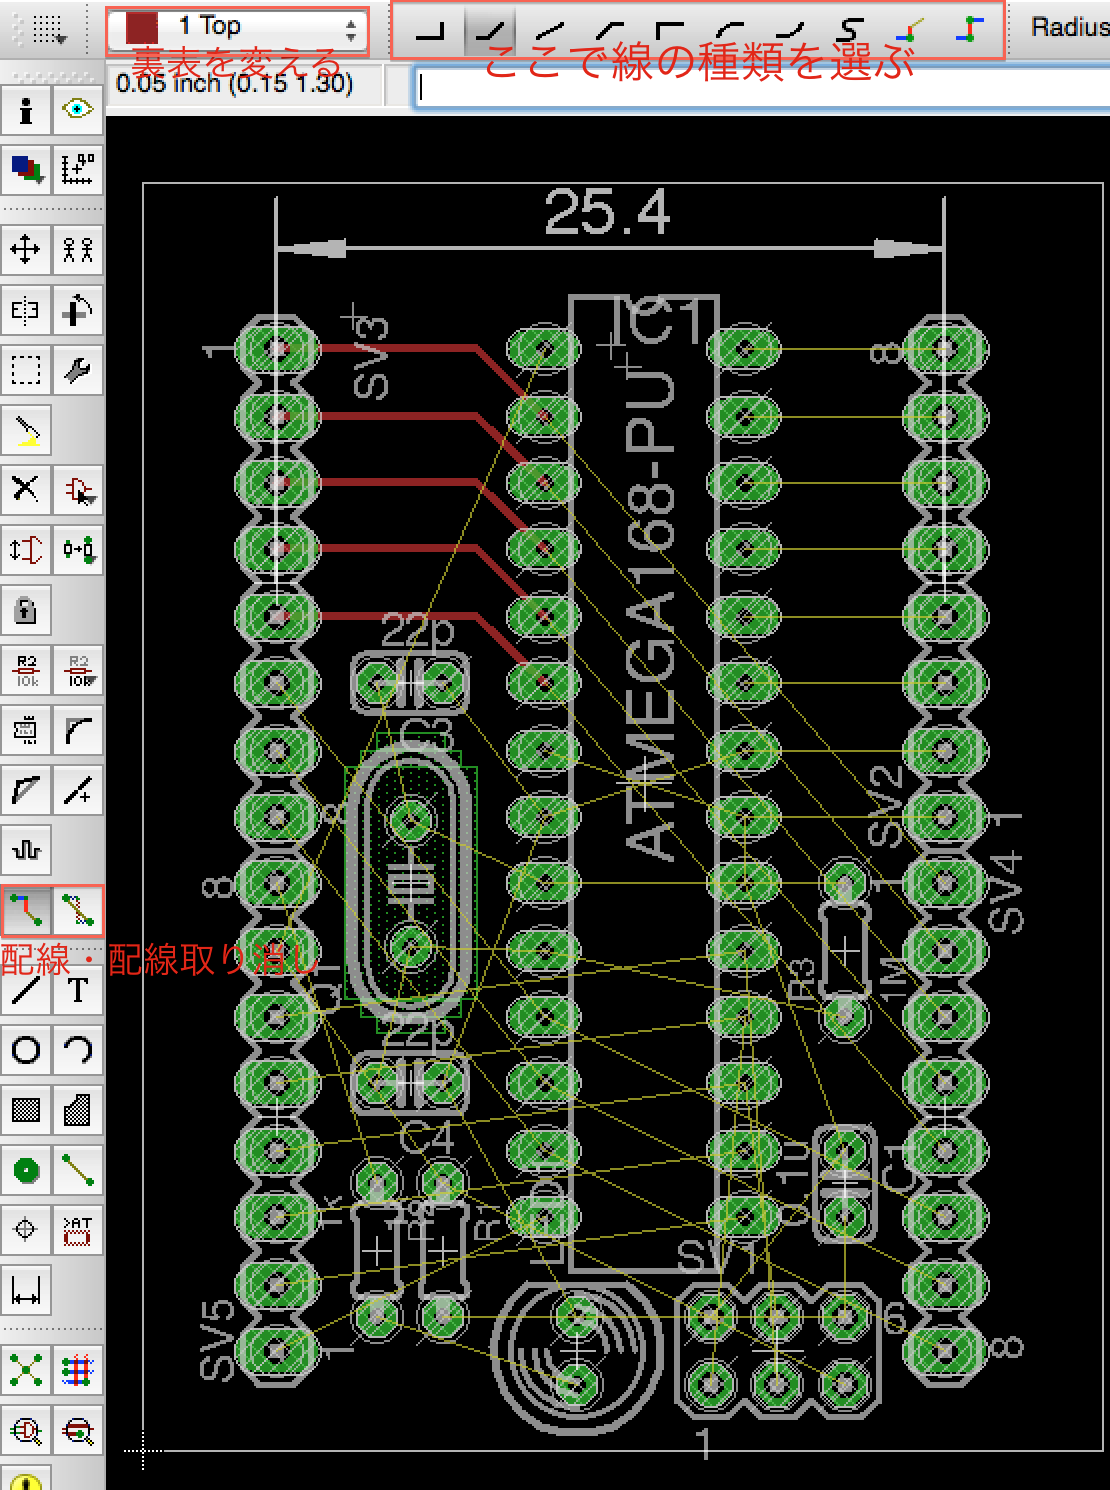 1 Top
Radius
裏表を変える
ここで線の種類を選ぶ
0.05 inch (0.15 1.30)
25.4
1
SV3
IC1
8
ATMEGA168-PU
22p
C3
SV2
1
8
8
1
SV4
配線・配線取り消し
Q1
R3
1M
22p
C4
0.1U
C1
1k
R2
R1
SV1
SV5
1
6
8
1
R2
10k
R2
10k
T
>AT